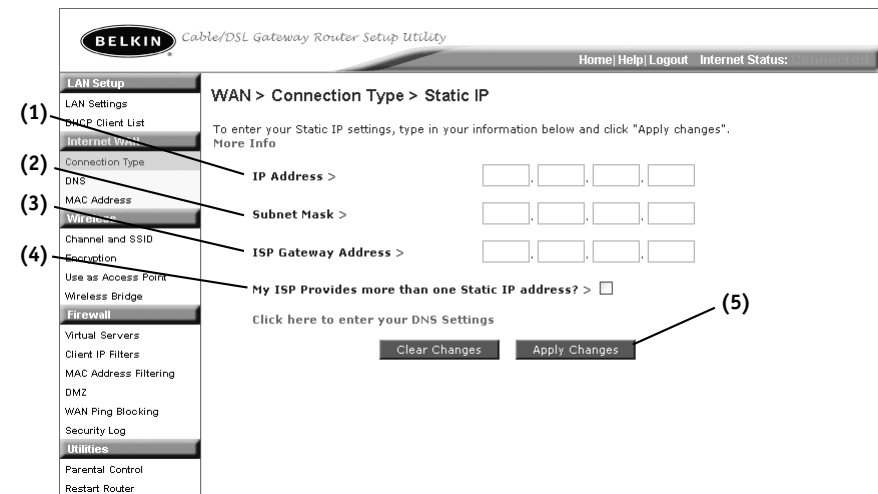 BELKIN
Cable/DSL Gateway Router Setup Utility
Home| Help| Logout Internet Status: Connected
LAN Setup
LAN Settings
DHCP Client List
Internet WAN
Connection Type
DNS
MAC Address
Wireless
Channel and SSID
Encryption
Use as Access Point
Wireless Bridge
Firewall
Virtual Servers
Client IP Filters
MAC Address Filtering
DMZ
WAN Ping Blocking
Security Log
Utilities
Parental Control
Restart Router
WAN > Connection Type > Static IP
To enter your Static IP settings, type in your information below and click "Apply changes".
More Info
(1)
IP Address >
. . .
(2)
Subnet Mask >
. . .
(3)
ISP Gateway Address >
. . .
(4)
My ISP Provides more than one Static IP address? >
Click here to enter your DNS Settings
Clear Changes
Apply Changes
(5)